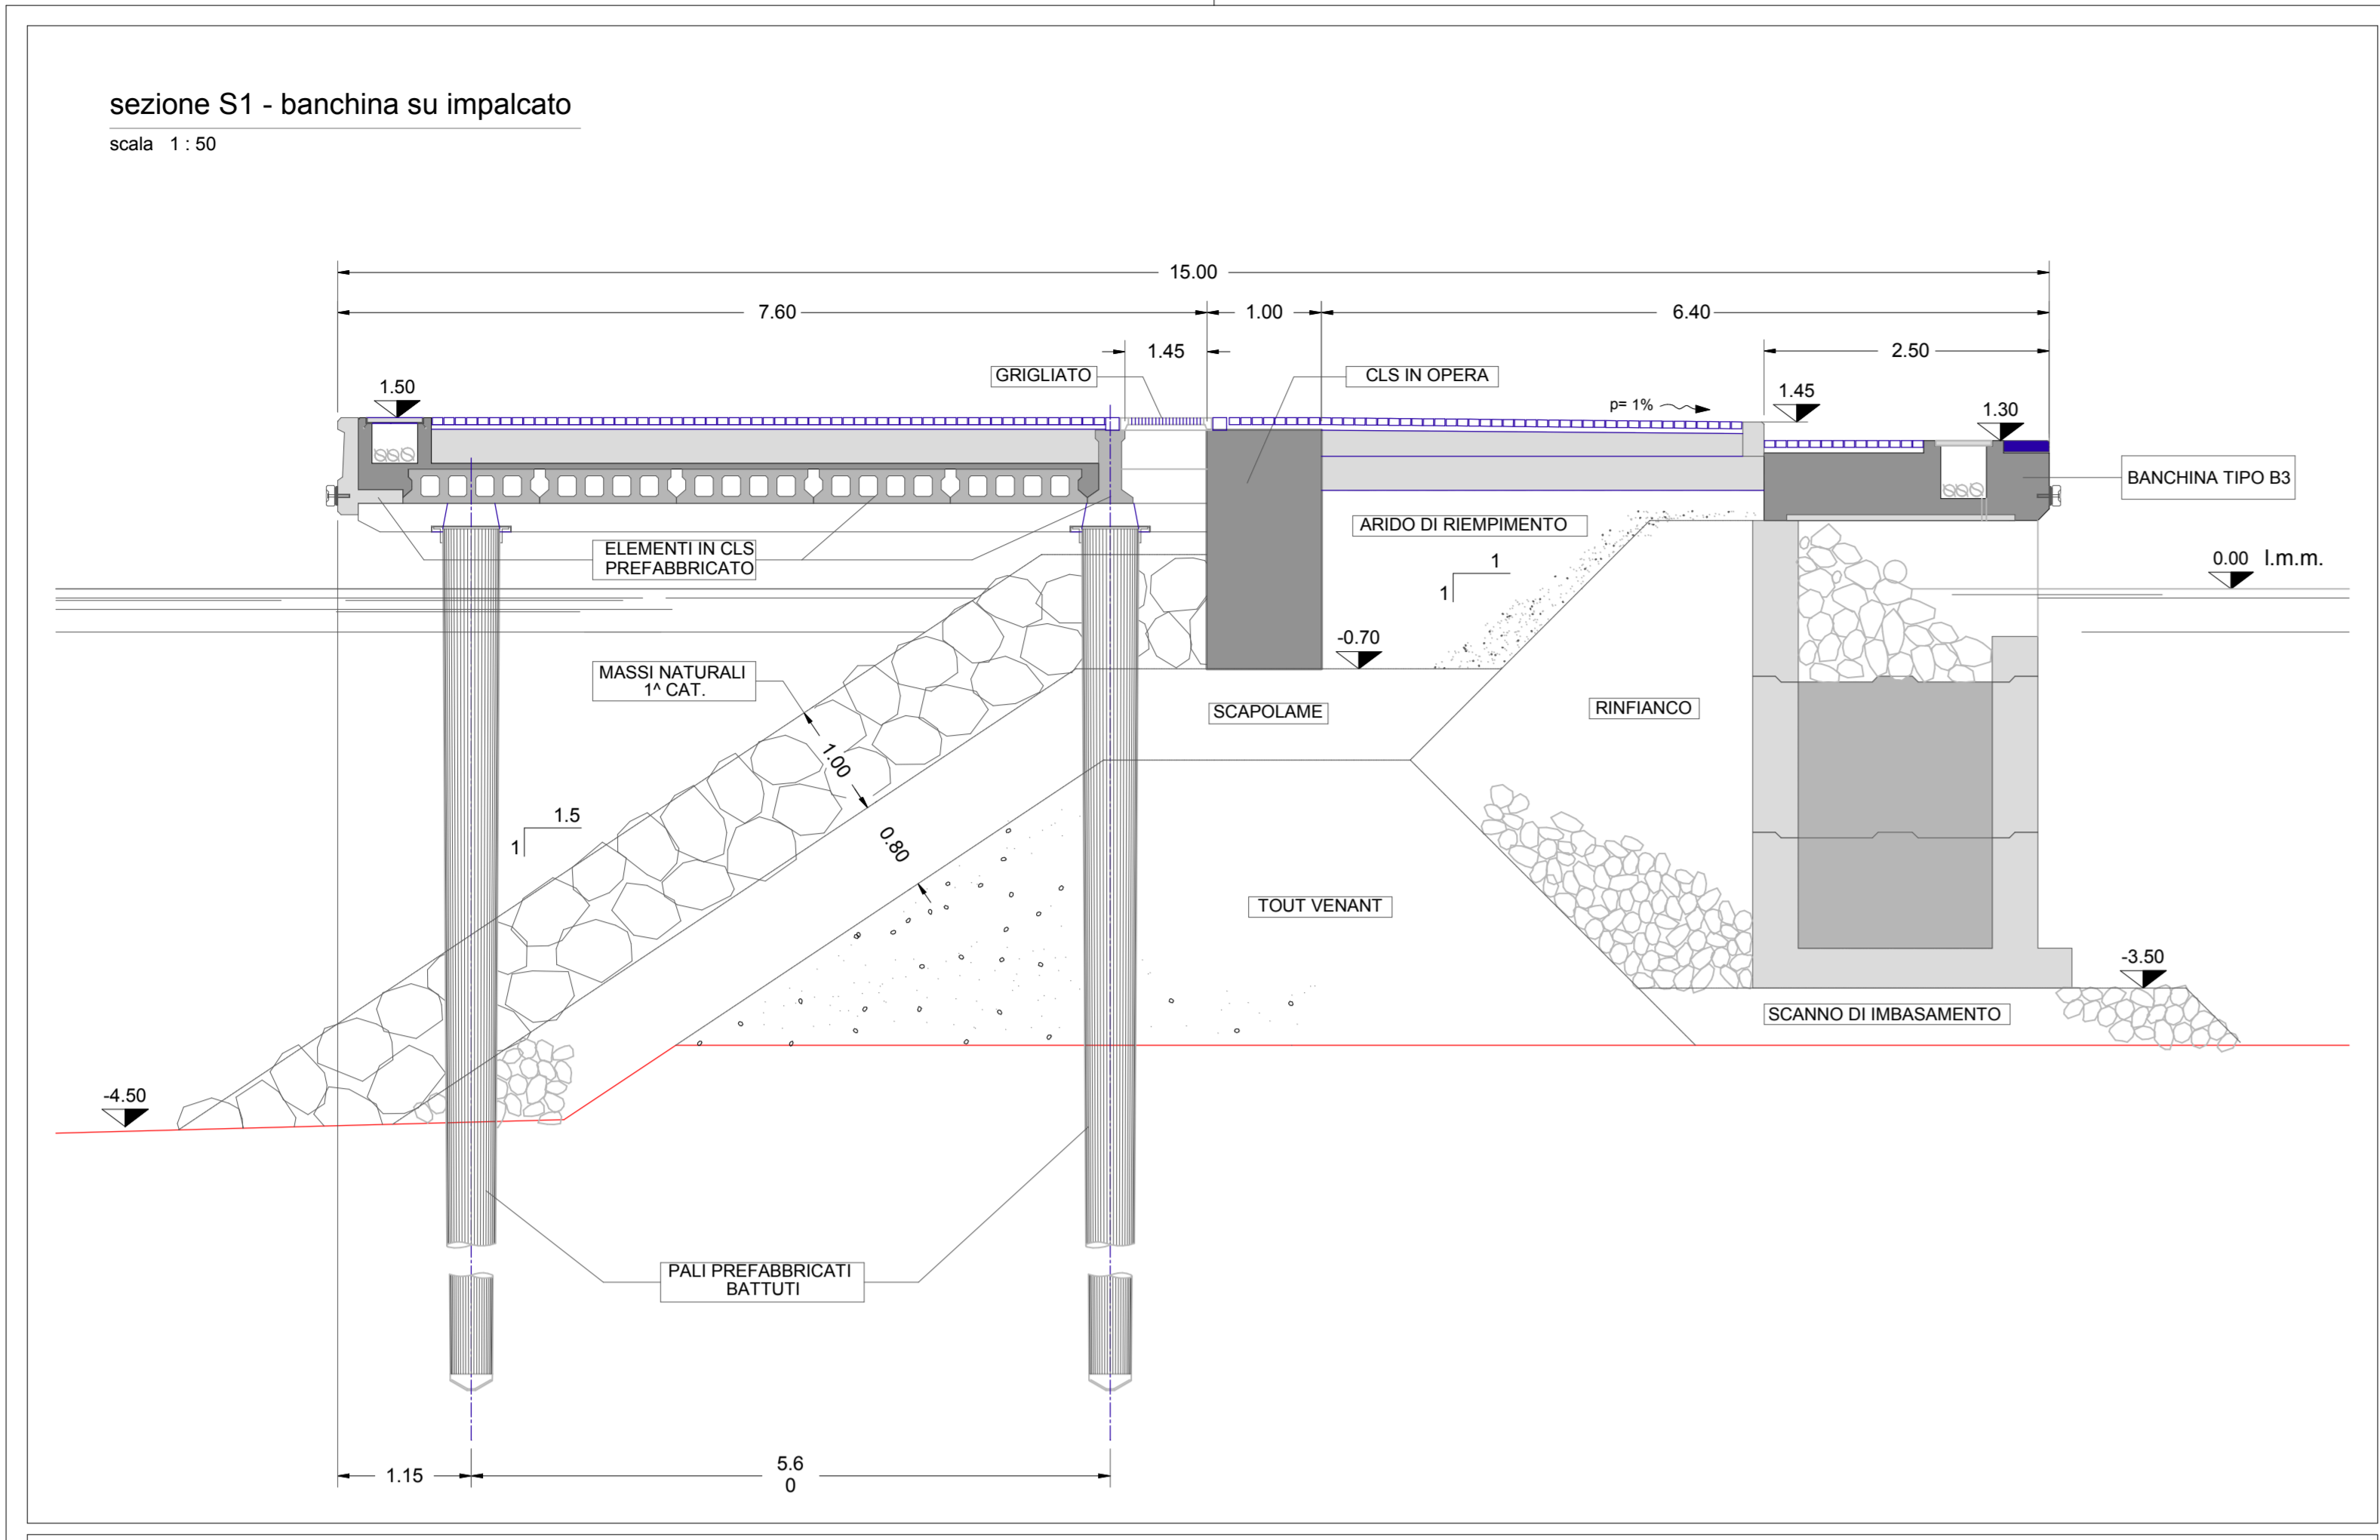 sezione S1 - banchina su impalcato
scala 1 : 50
15.00
7.60
1.00
6.40
1.45
2.50
GRIGLIATO
CLS IN OPERA
1.50
p= 1%
1.45
1.30
BANCHINA TIPO B3
ARIDO DI RIEMPIMENTO
ELEMENTI IN CLS
PREFABBRICATO
1
1
0.00 l.m.m.
-0.70
MASSI NATURALI
1^ CAT.
SCAPOLAME
RINFIANCO
1.00
1.5
1
0.80
TOUT VENANT
-3.50
SCANNO DI IMBASAMENTO
-4.50
PALI PREFABBRICATI
BATTUTI
1.15
5.6
0